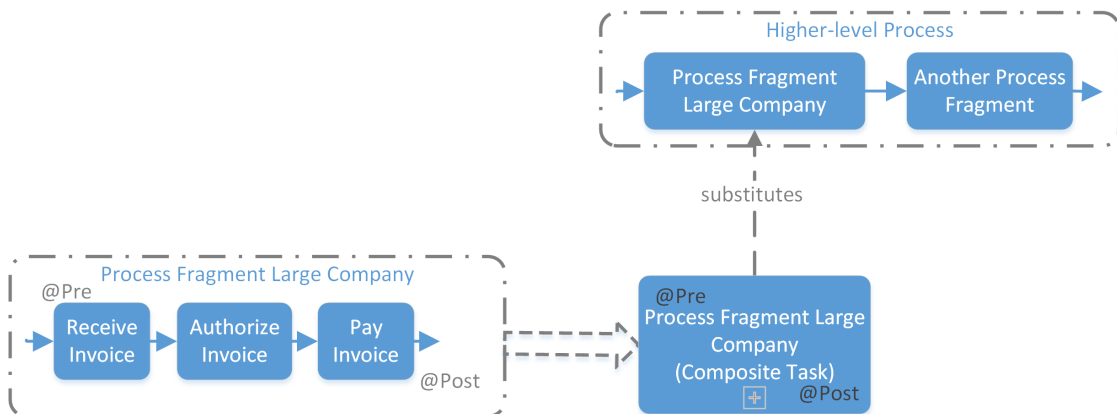 Higher-level Process
Process Fragment
Large Company
Another Process
Fragment
substitutes
Process Fragment Large Company
@Pre
Receive
Invoice
Authorize
Invoice
Pay
Invoice
@Post
@Pre
Process Fragment Large
Company
(Composite Task)
@Post